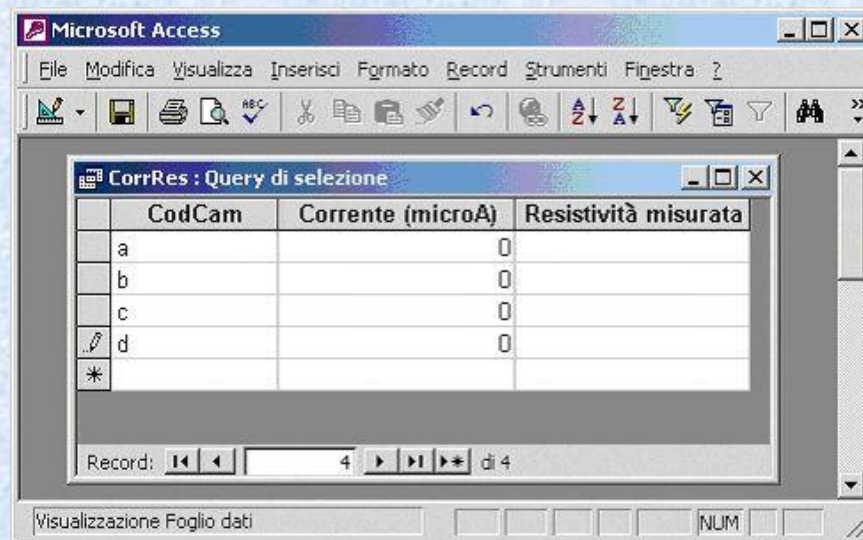 Microsoft Access
File Modifica Visualizza Inserisci Formato Record Strumenti Finestra ?
CorrRes : Query di selezione
CodCam Corrente (microA) Resistività misurata
a 0
b 0
c 0
d 0
Record: 4 di 4
Visualizzazione Foglio dati NUM